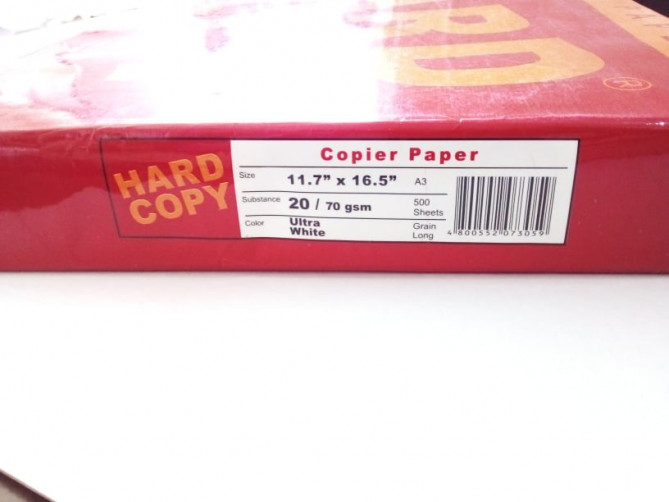 RD
®
HARD
COPY
Copier Paper
Size 11.7" x 16.5" A3
Substance 20 / 70 gsm 500 Sheets
Color Ultra White Grain Long
4 800552 073059